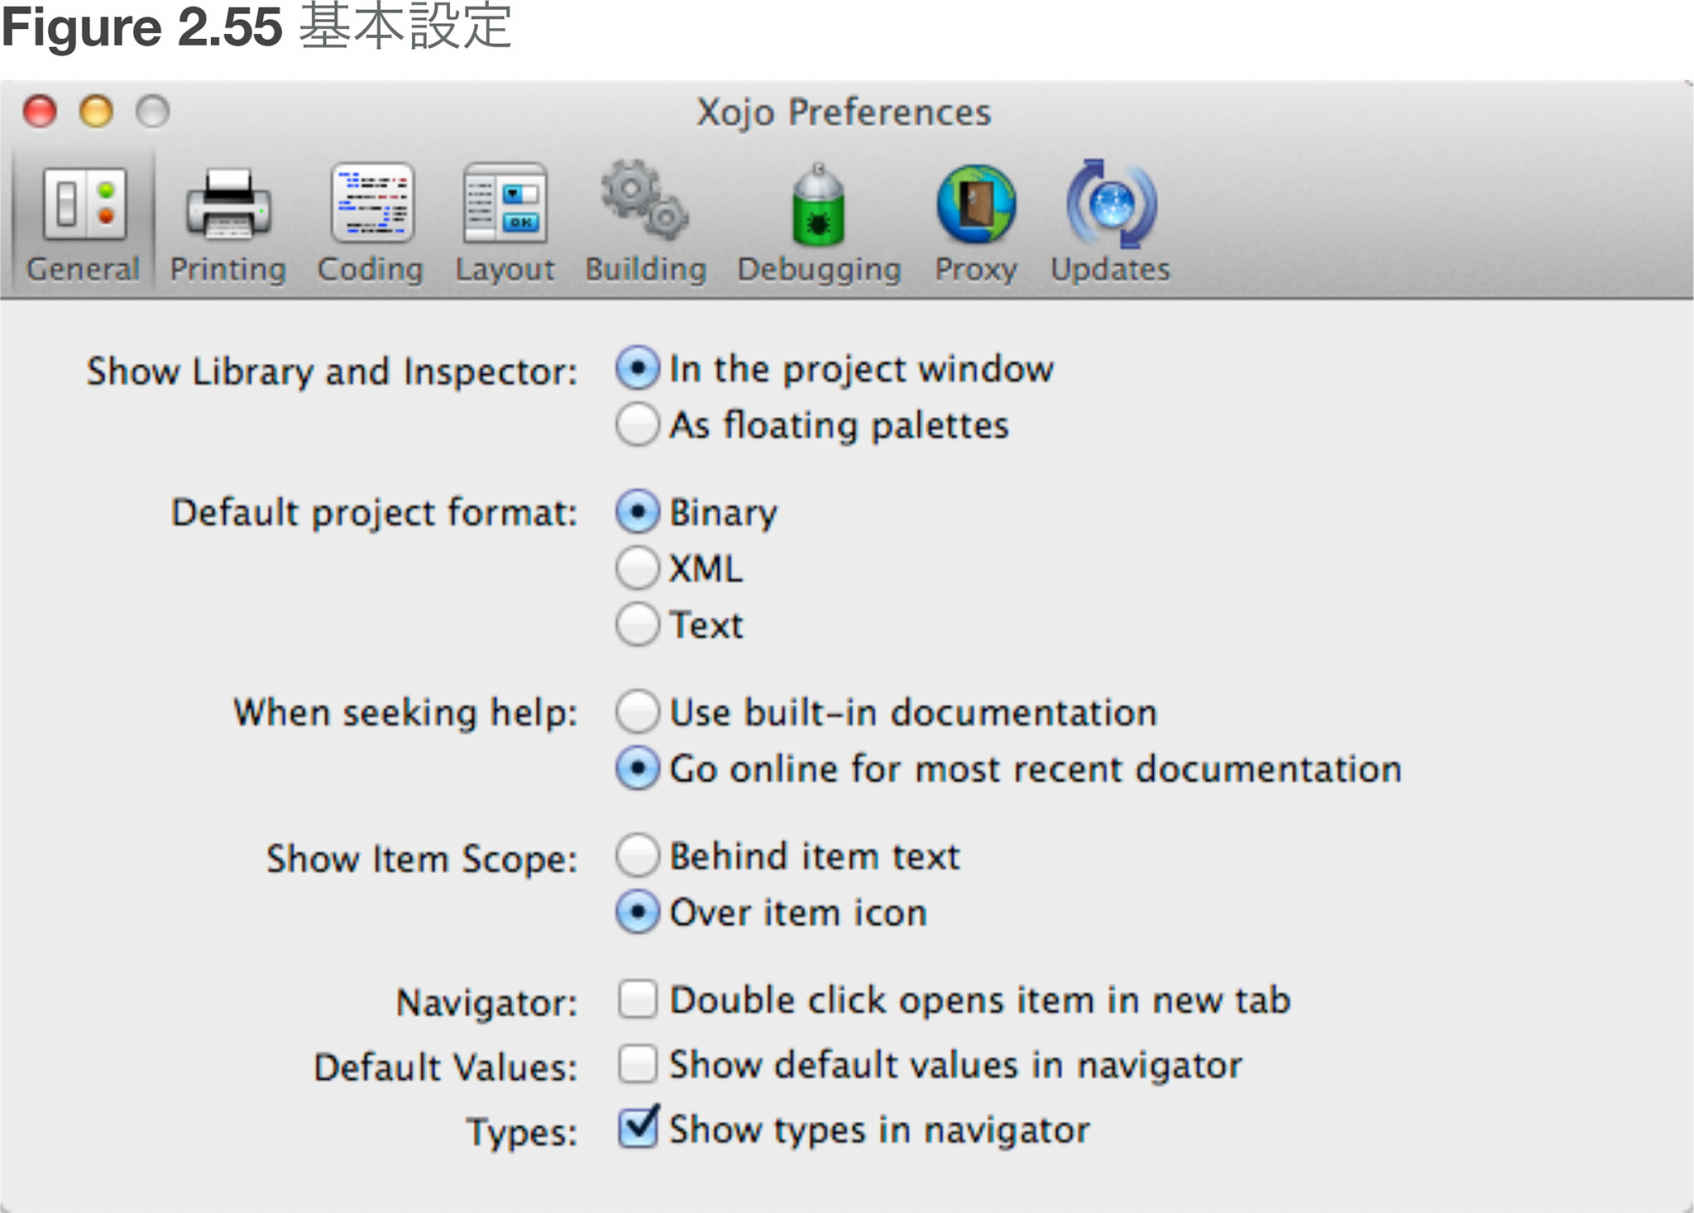 Figure 2.55 基本設定
Xojo Preferences
General Printing Coding Layout Building Debugging Proxy Updates
Show Library and Inspector: In the project window
As floating palettes
Default project format: Binary
XML
Text
When seeking help: Use built-in documentation
Go online for most recent documentation
Show Item Scope: Behind item text
Over item icon
Navigator: Double click opens item in new tab
Default Values: Show default values in navigator
Types: Show types in navigator